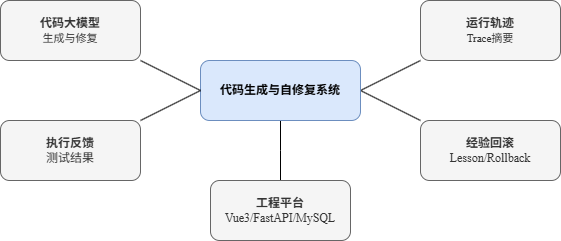 代码大模型
生成与修复
运行轨迹
Trace摘要
代码生成与自修复系统
执行反馈
测试结果
经验回滚
Lesson/Rollback
工程平台
Vue3/FastAPI/MySQL